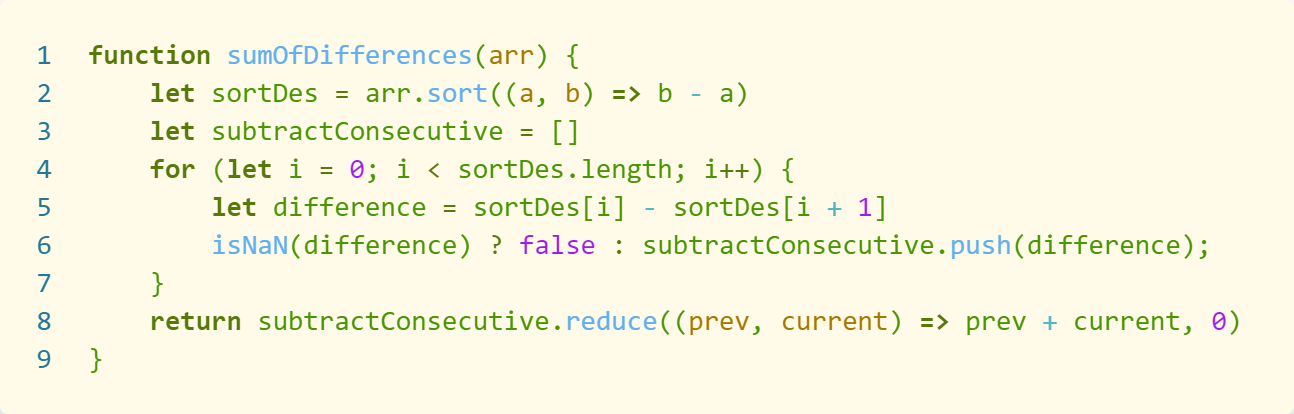 1 function sumOfDifferences(arr) {
2     let sortDes = arr.sort((a, b) => b - a)
3     let subtractConsecutive = []
4     for (let i = 0; i < sortDes.length; i++) {
5         let difference = sortDes[i] - sortDes[i + 1]
6         isNaN(difference) ? false : subtractConsecutive.push(difference);
7     }
8     return subtractConsecutive.reduce((prev, current) => prev + current, 0)
9 }